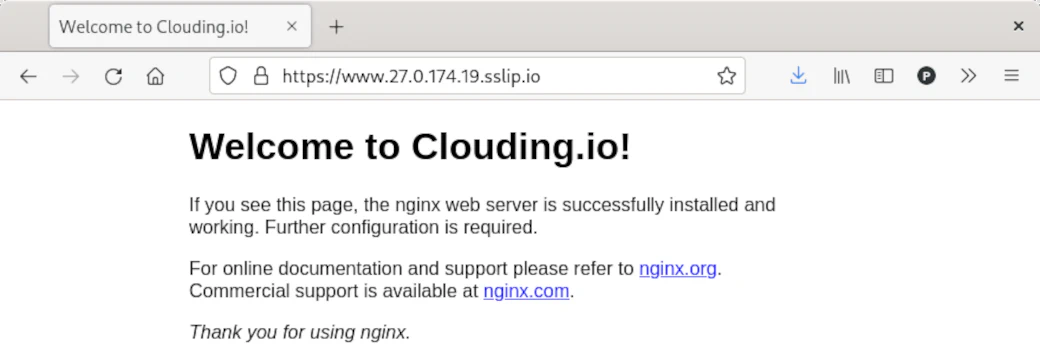 Welcome to Clouding.io!
https://www.27.0.174.19.sslip.io
P
Welcome to Clouding.io!
If you see this page, the nginx web server is successfully installed and
working. Further configuration is required.
For online documentation and support please refer to nginx.org.
Commercial support is available at nginx.com.
Thank you for using nginx.